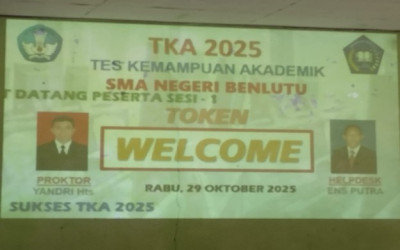 TKA 2025
TES KEMAMPUAN AKADEMIK
SMA NEGERI BENLUTU
T DATANG PESERTA SESI - 1
TOKEN
WELCOME
PROKTOR
YANDRI
HELPDESK
ENS PUTRA
RABU, 29 OKTOBER 2025
SUKSES TKA 2025